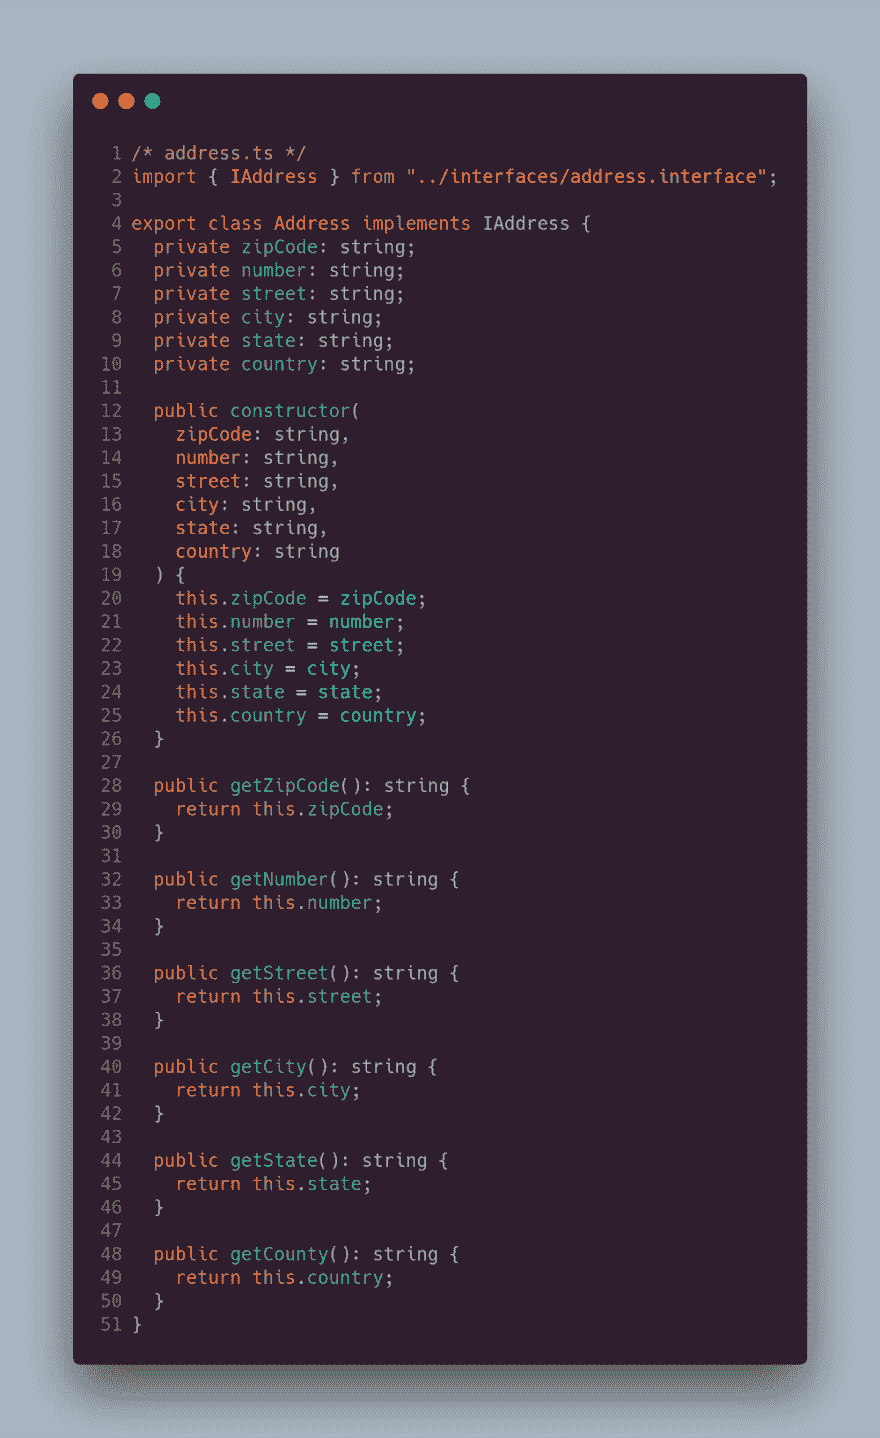 1 /* address.ts */
2 import { IAddress } from "../interfaces/address.interface";
3
4 export class Address implements IAddress {
5   private zipCode: string;
6   private number: string;
7   private street: string;
8   private city: string;
9   private state: string;
10   private country: string;
11
12   public constructor(
13     zipCode: string,
14     number: string,
15     street: string,
16     city: string,
17     state: string,
18     country: string
19   ) {
20     this.zipCode = zipCode;
21     this.number = number;
22     this.street = street;
23     this.city = city;
24     this.state = state;
25     this.country = country;
26   }
27
28   public getZipCode(): string {
29     return this.zipCode;
30   }
31
32   public getNumber(): string {
33     return this.number;
34   }
35
36   public getStreet(): string {
37     return this.street;
38   }
39
40   public getCity(): string {
41     return this.city;
42   }
43
44   public getState(): string {
45     return this.state;
46   }
47
48   public getCounty(): string {
49     return this.country;
50   }
51 }